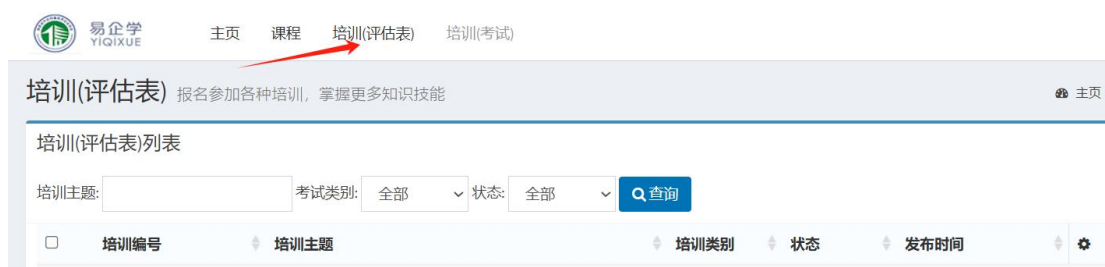 易企学 主页 课程 培训(评估表) 培训(考试)
YIQIXUE
培训(评估表) 报名参加各种培训，掌握更多知识技能 主页
培训(评估表)列表
培训主题: 考试类别: 全部 状态: 全部 查询
培训编号 培训主题 培训类别 状态 发布时间